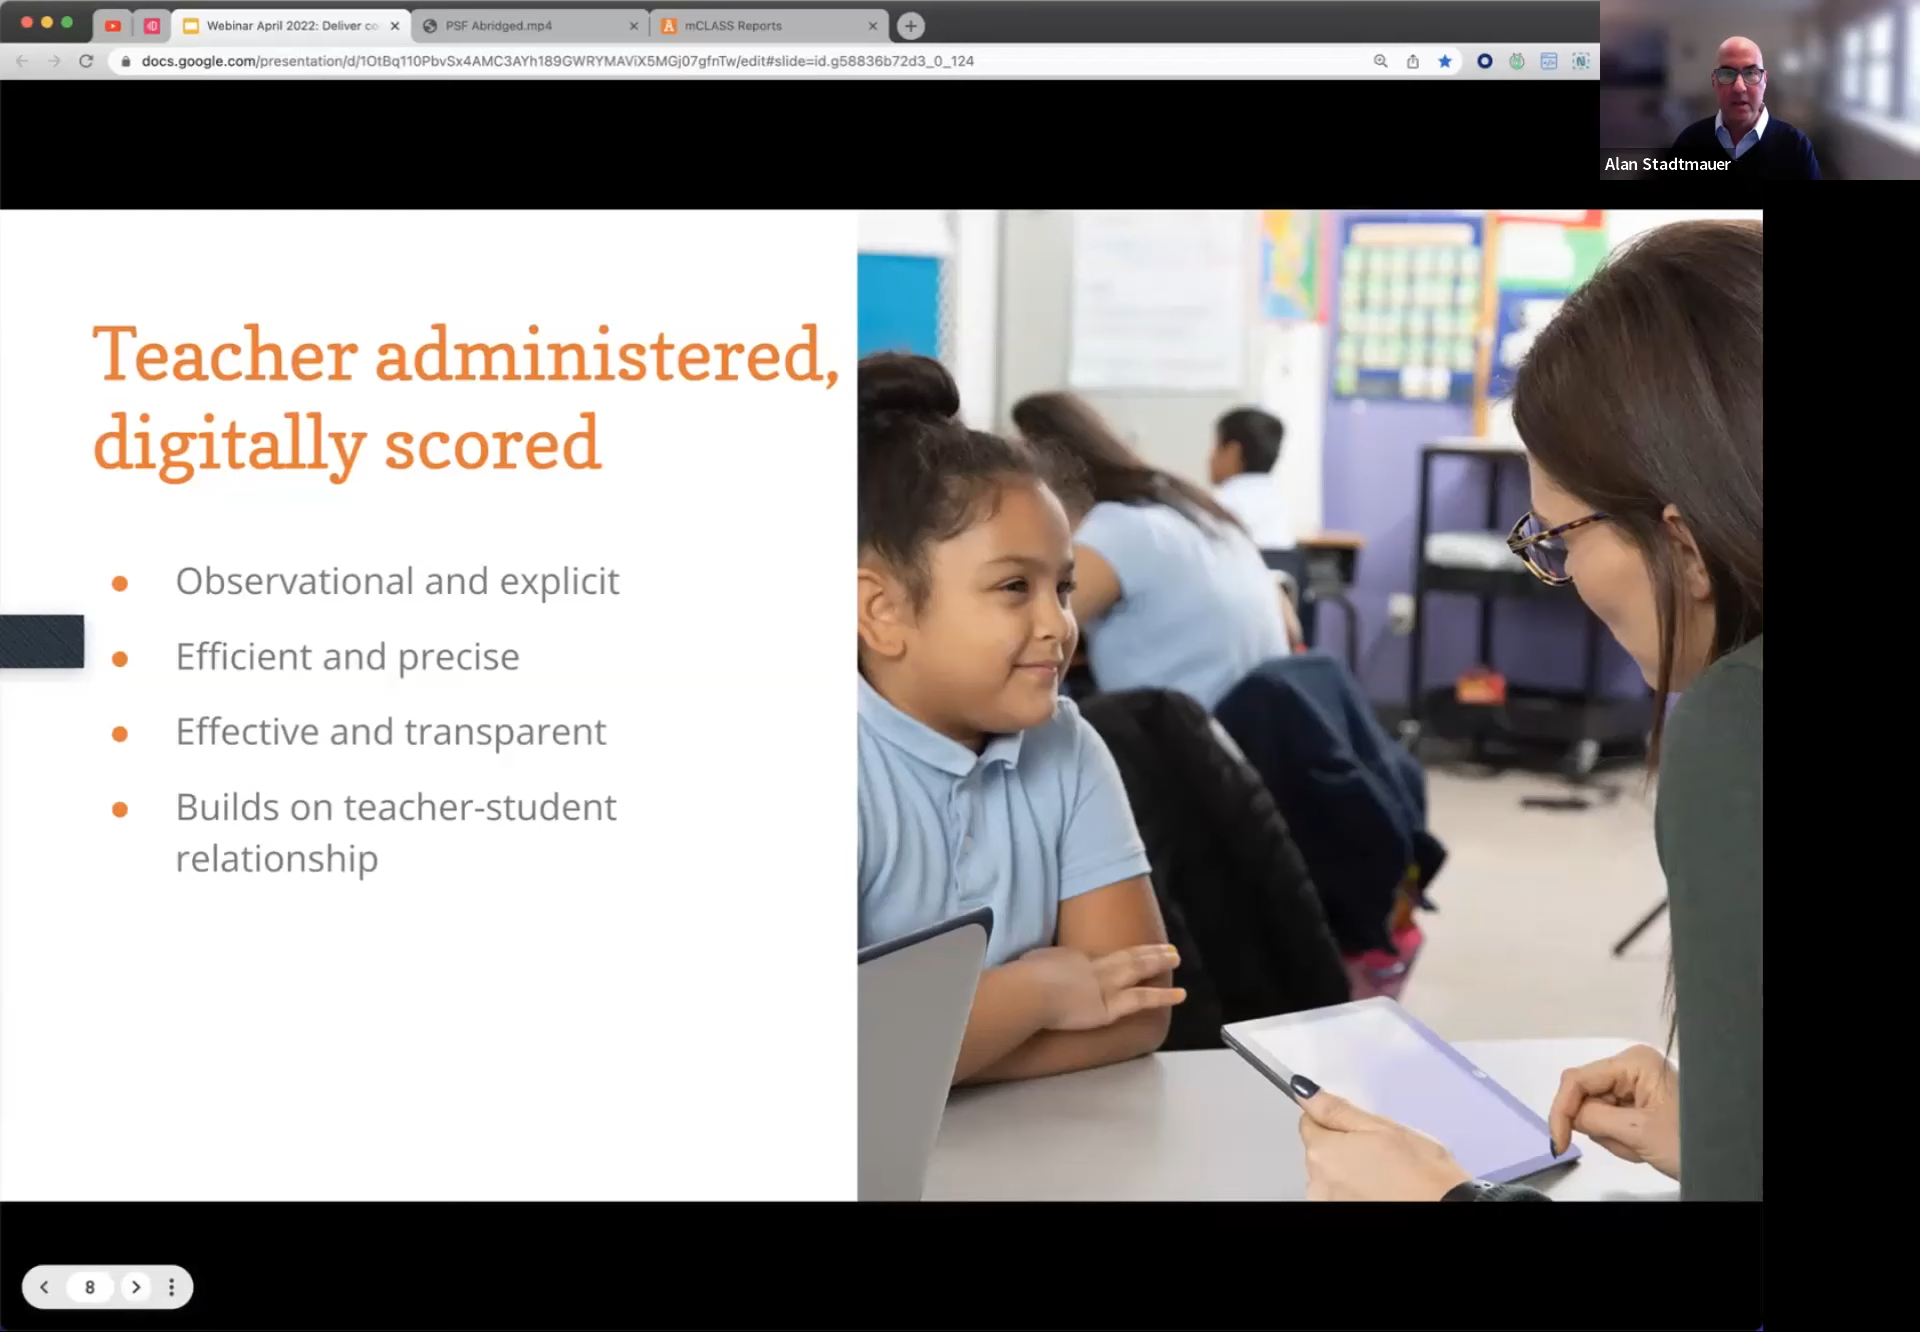 Webinar April 2022: Deliver co
PSF Abridged.mp4
mCLASS Reports
docs.google.com/presentation/d/1OtBq110PbvSx4AMC3AYh189GWRYMAViX5MGj07gfnTw/edit#slide=id.g58836b72d3_0_124
Alan Stadtmauer
Teacher administered,
digitally scored
● Observational and explicit
● Efficient and precise
● Effective and transparent
● Builds on teacher-student
relationship
8